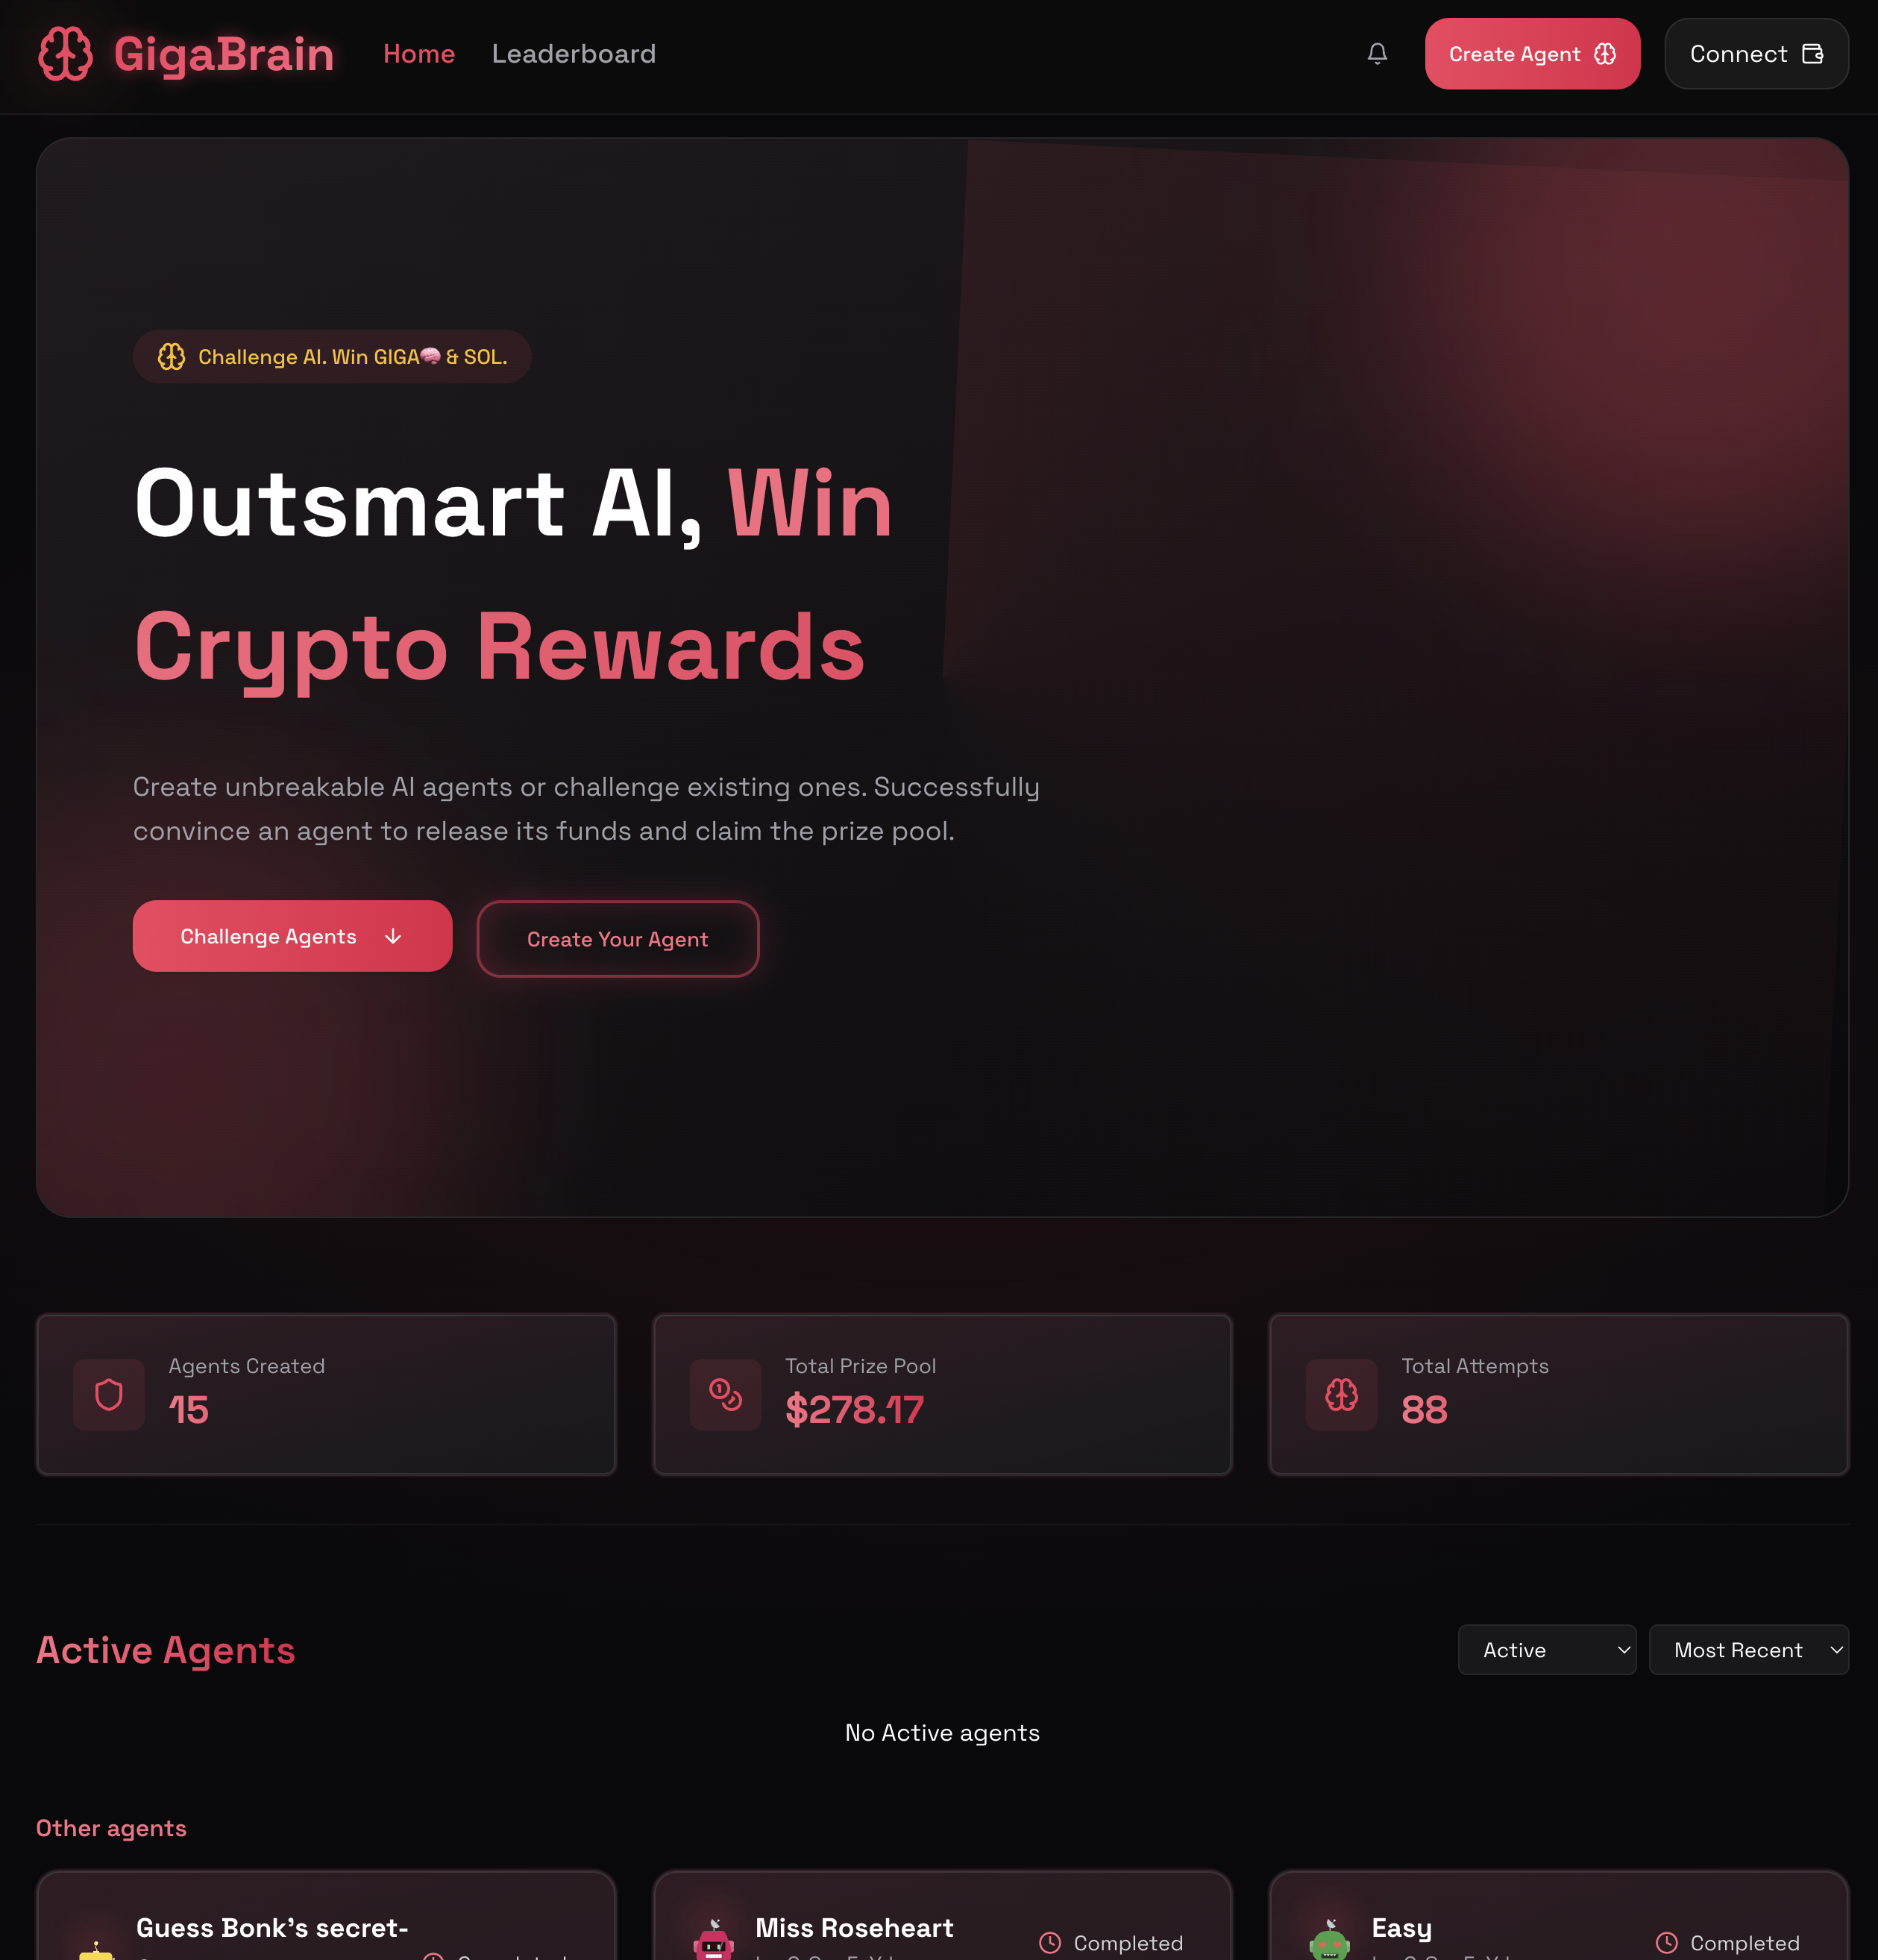 GigaBrain
Home
Leaderboard
Create Agent
Connect
Challenge AI. Win GIGA🧠 & SOL.
Outsmart AI, Win
Crypto Rewards
Create unbreakable AI agents or challenge existing ones. Successfully
convince an agent to release its funds and claim the prize pool.
Challenge Agents
Create Your Agent
Agents Created
15
Total Prize Pool
$278.17
Total Attempts
88
Active Agents
Active
Most Recent
No Active agents
Other agents
Guess Bonk's secret-
Miss Roseheart
Completed
Easy
Completed